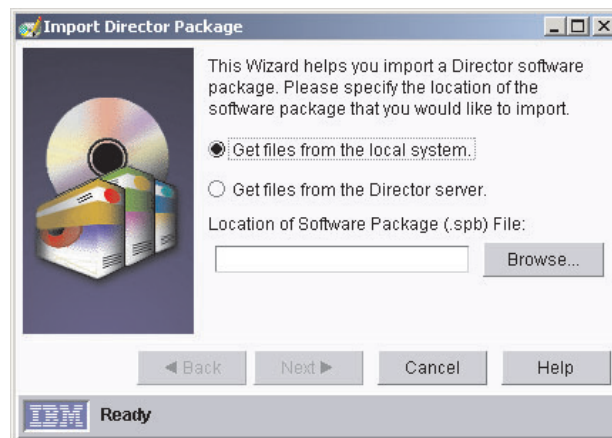 Import Director Package
This Wizard helps you import a Director software
package. Please specify the location of the
software package that you would like to import.
Get files from the local system.
Get files from the Director server.
Location of Software Package (.spb) File:
Browse...
Back
Next
Cancel
Help
IBM
Ready